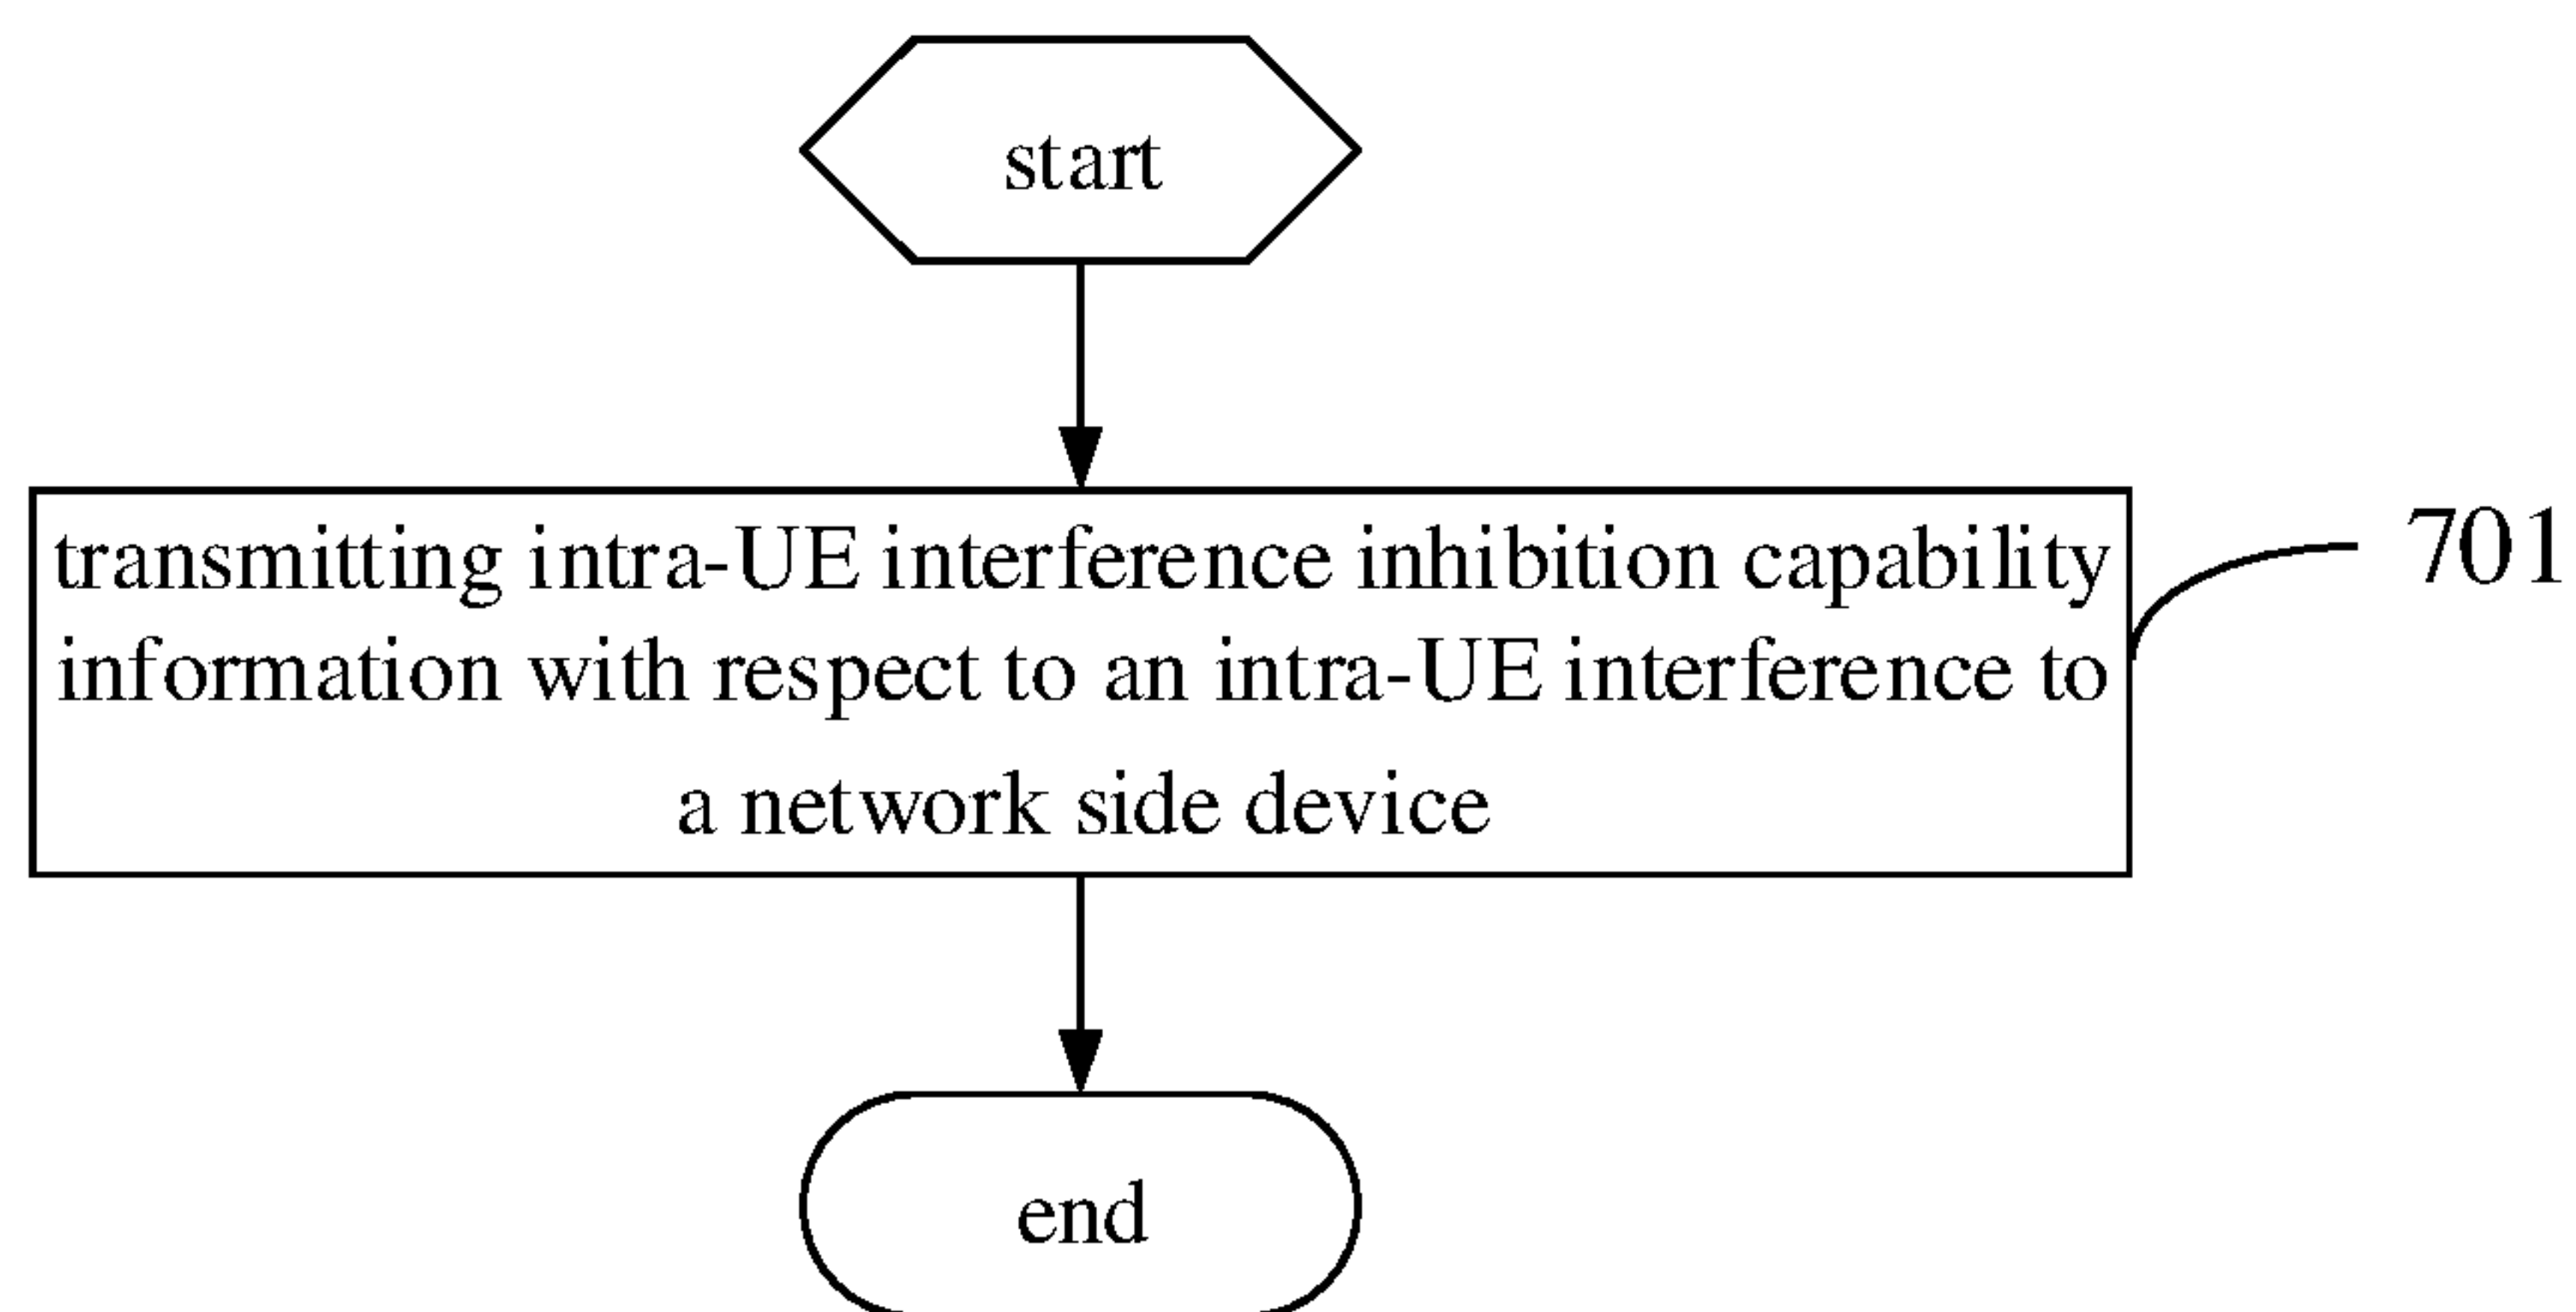 start
transmitting intra-UE interference inhibition capability
information with respect to an intra-UE interference to
a network side device
701
end